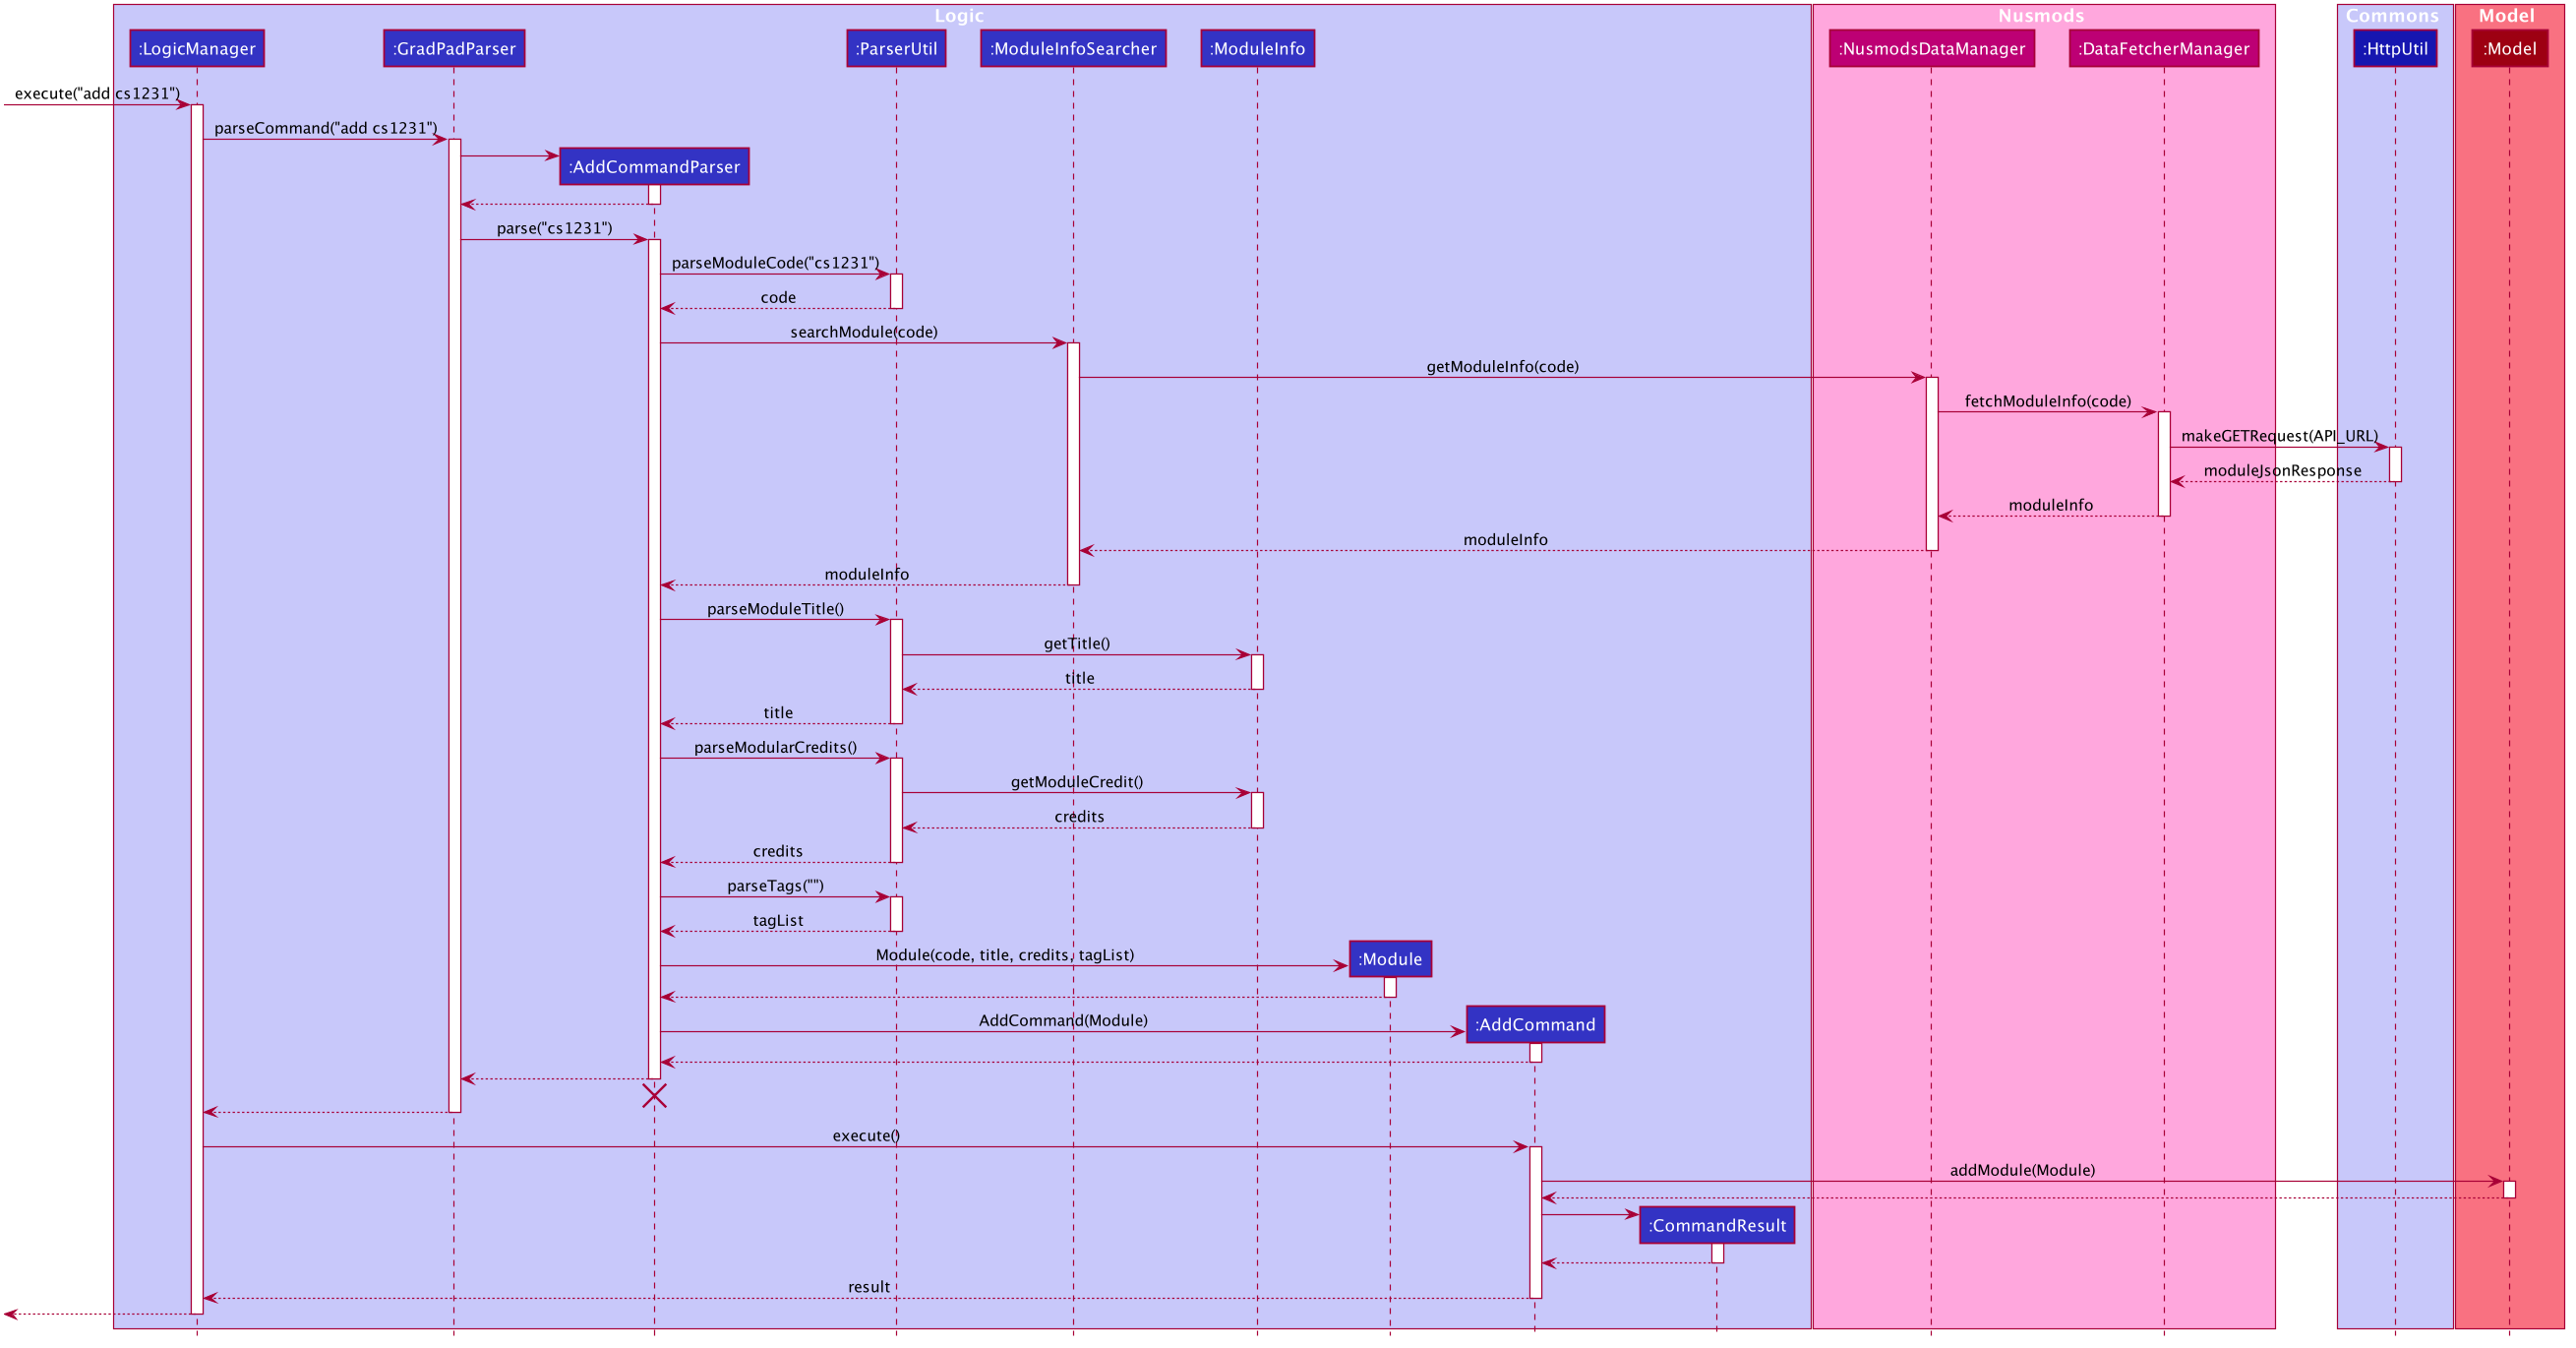 Logic
Nusmods
Commons
Model
:LogicManager
:GradPadParser
:ParserUtil
:ModuleInfoSearcher
:ModuleInfo
:NusmodsDataManager
:DataFetcherManager
:HttpUtil
:Model
execute("add cs1231")
parseCommand("add cs1231")
:AddCommandParser
parse("cs1231")
parseModuleCode("cs1231")
code
searchModule(code)
getModuleInfo(code)
fetchModuleInfo(code)
makeGETRequest(API_URL)
moduleJsonResponse
moduleInfo
moduleInfo
moduleInfo
parseModuleTitle()
getTitle()
title
title
parseModularCredits()
getModuleCredit()
credits
credits
parseTags("")
tagList
Module(code, title, credits, tagList)
:Module
AddCommand(Module)
:AddCommand
execute()
addModule(Module)
:CommandResult
result